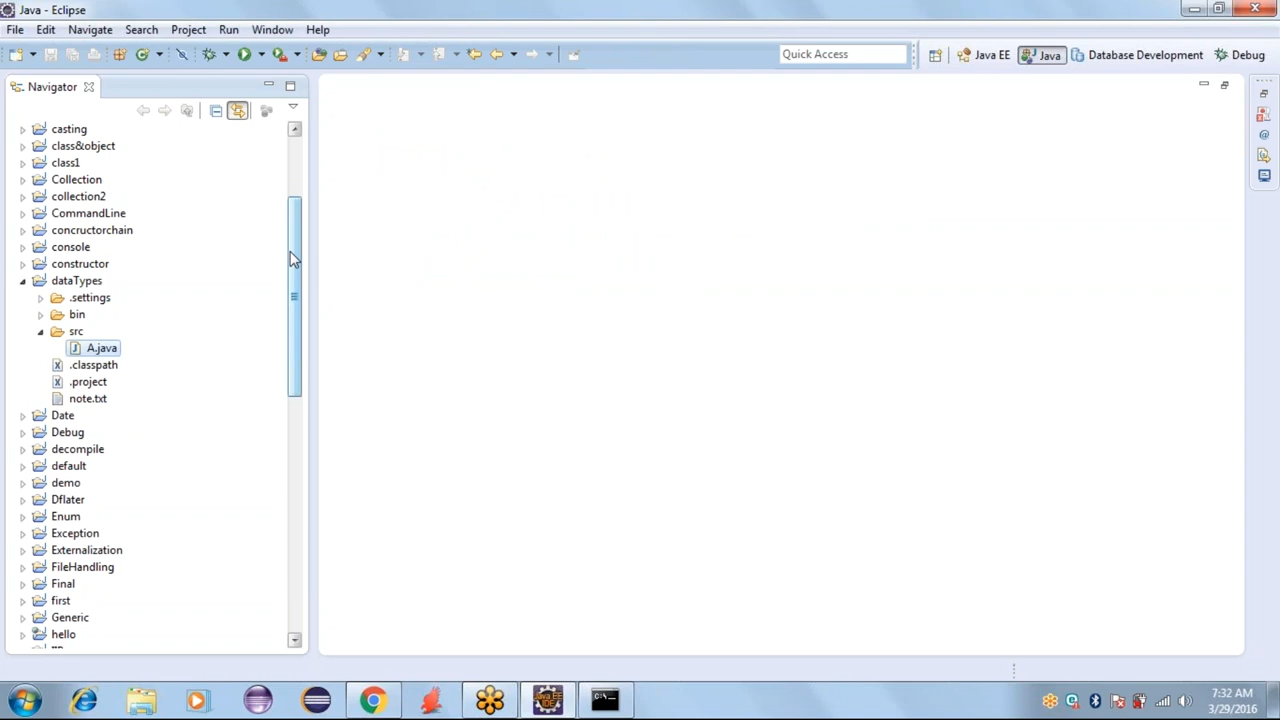 Java - Eclipse
File Edit Navigate Search Project Run Window Help
Quick Access
Java EE
Java
Database Development
Debug
Navigator
casting
class&object
class1
Collection
collection2
CommandLine
concructorchain
console
constructor
dataTypes
.settings
bin
src
A.java
.classpath
.project
note.txt
Date
Debug
decompile
default
demo
Dflater
Enum
Exception
Externalization
FileHandling
Final
first
Generic
hello
7:32 AM
3/29/2016